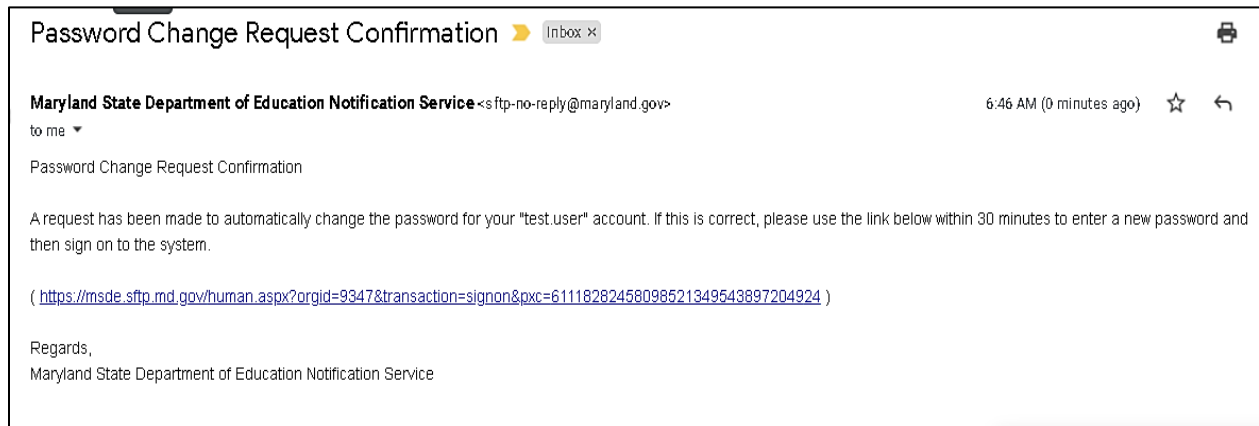 Password Change Request Confirmation Inbox ×
Maryland State Department of Education Notification Service <sftp-no-reply@maryland.gov> 6:46 AM (0 minutes ago)
to me
Password Change Request Confirmation
A request has been made to automatically change the password for your "test.user" account. If this is correct, please use the link below within 30 minutes to enter a new password and
then sign on to the system.
( https://msde.sftp.md.gov/human.aspx?orgid=9347&transaction=signon&pxc=61118282458098521349543897204924 )
Regards,
Maryland State Department of Education Notification Service